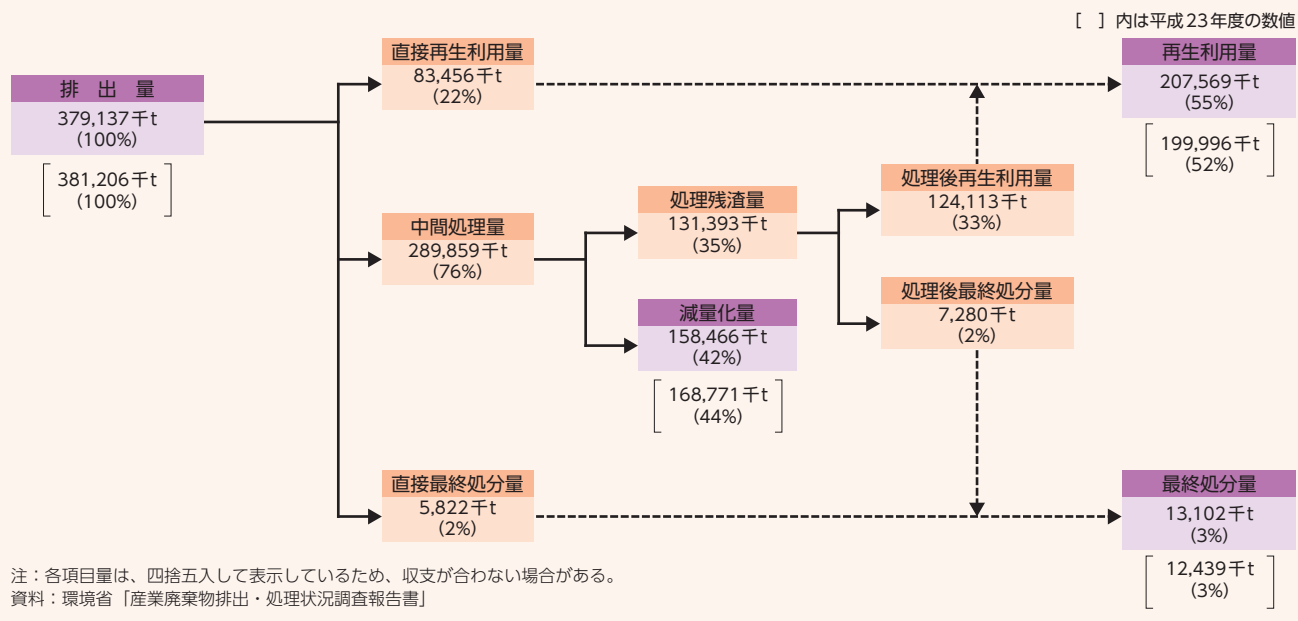 [ ]内は平成23年度の数値
排 出 量
379,137千t
(100%)
381,206千t
(100%)
直接再生利用量
83,456千t
(22%)
中間処理量
289,859千t
(76%)
直接最終処分量
5,822千t
(2%)
処理残渣量
131,393千t
(35%)
減量化量
158,466千t
(42%)
168,771千t
(44%)
処理後再生利用量
124,113千t
(33%)
処理後最終処分量
7,280千t
(2%)
再生利用量
207,569千t
(55%)
199,996千t
(52%)
最終処分量
13,102千t
(3%)
12,439千t
(3%)
注：各項目量は、四捨五入して表示しているため、収支が合わない場合がある。
資料：環境省「産業廃棄物排出・処理状況調査報告書」